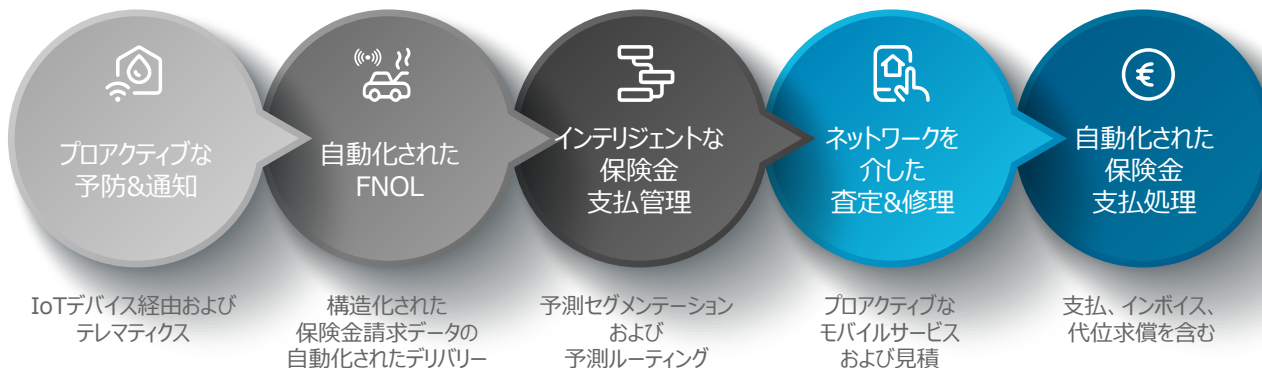 プロアクティブな
予防&通知
自動化された
FNOL
インテリジェントな
保険金
支払管理
ネットワークを
介した
査定&修理
€
自動化された
保険金
支払処理
IoTデバイス経由および
テレマティクス
構造化された
保険金請求データの
自動化されたデリバリー
予測セグメンテーション
および
予測ルーティング
プロアクティブな
モバイルサービス
および見積
支払、インボイス、
代位求償を含む